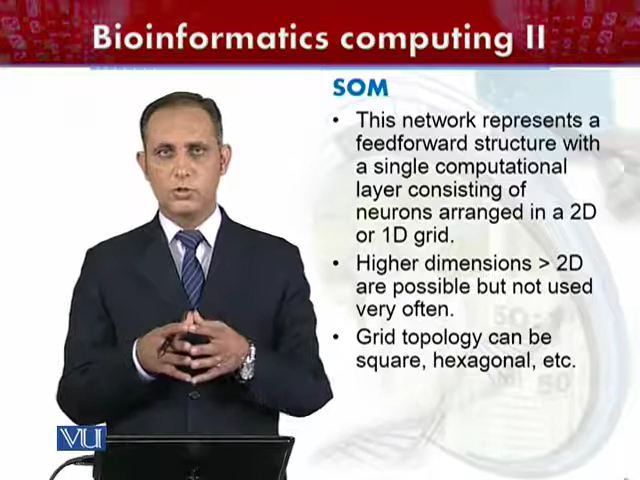 Bioinformatics computing II
SOM
• This network represents a
feedforward structure with
a single computational
layer consisting of
neurons arranged in a 2D
or 1D grid.
• Higher dimensions > 2D
are possible but not used
very often.
• Grid topology can be
square, hexagonal, etc.
VU